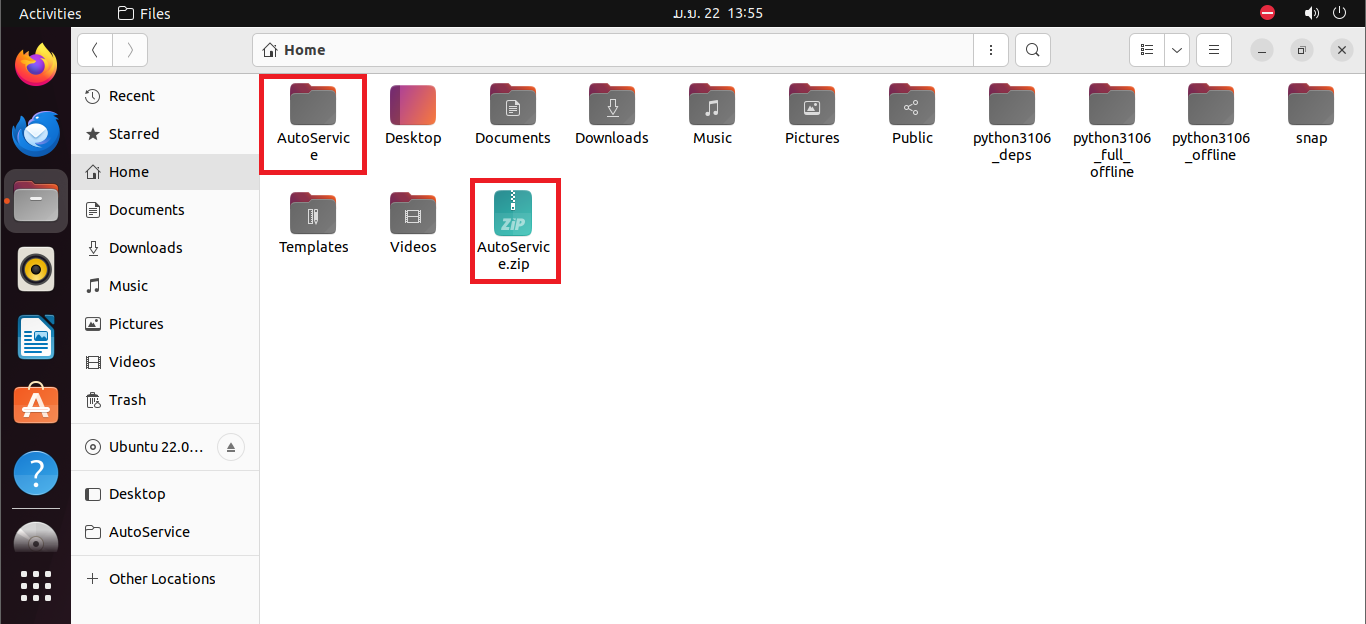 Activities
Files
ม.ย. 22 13:55
Home
Recent
Starred
Home
Documents
Downloads
Music
Pictures
Videos
Trash
Ubuntu 22.0...
Desktop
AutoService
Other Locations
AutoServic
e
Desktop
Documents
Downloads
Music
Pictures
Public
python3106
_deps
python3106
_full_
offline
python3106
_offline
snap
Templates
Videos
ZiP
AutoServic
e.zip